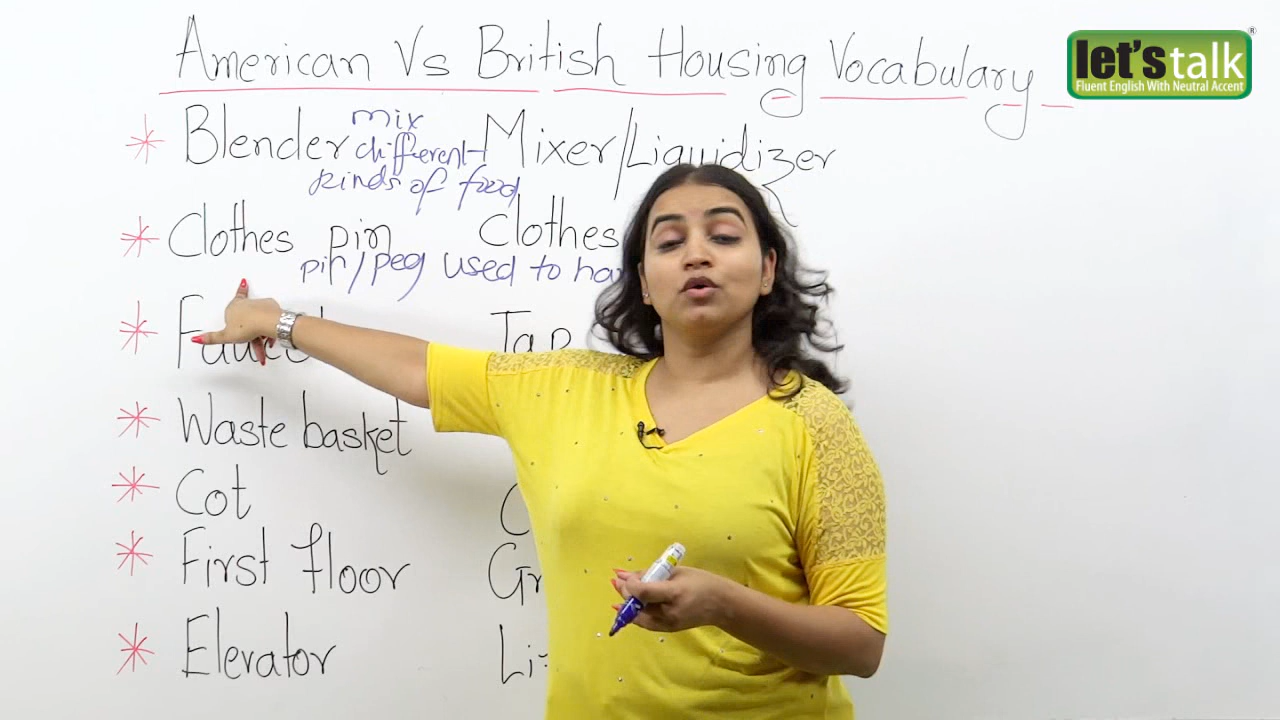 American Vs British Housing Vocabulary
let's talk
Fluent English With Neutral Accent
®
* Blender mix Mixer/Liquidizer
different
kinds of food
* Clothes pin Clothes
pin/peg used to
* Faucet Tap
* Waste basket
* Cot
* First floor
* Elevator